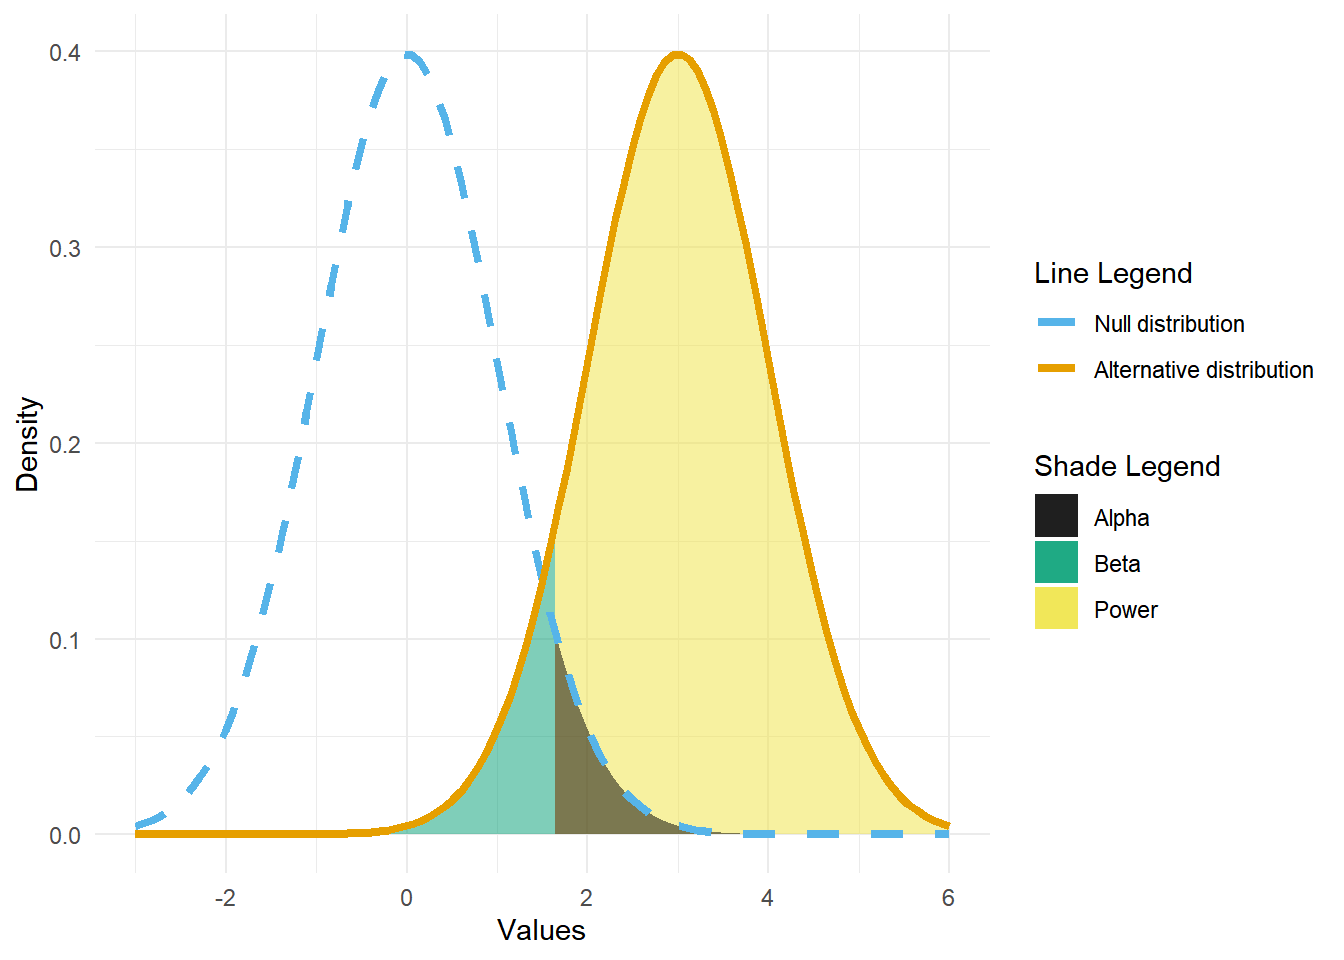 0.4
0.3
0.2
0.1
0.0
Density
-2
0
2
4
6
Values
Line Legend
Null distribution
Alternative distribution
Shade Legend
Alpha
Beta
Power